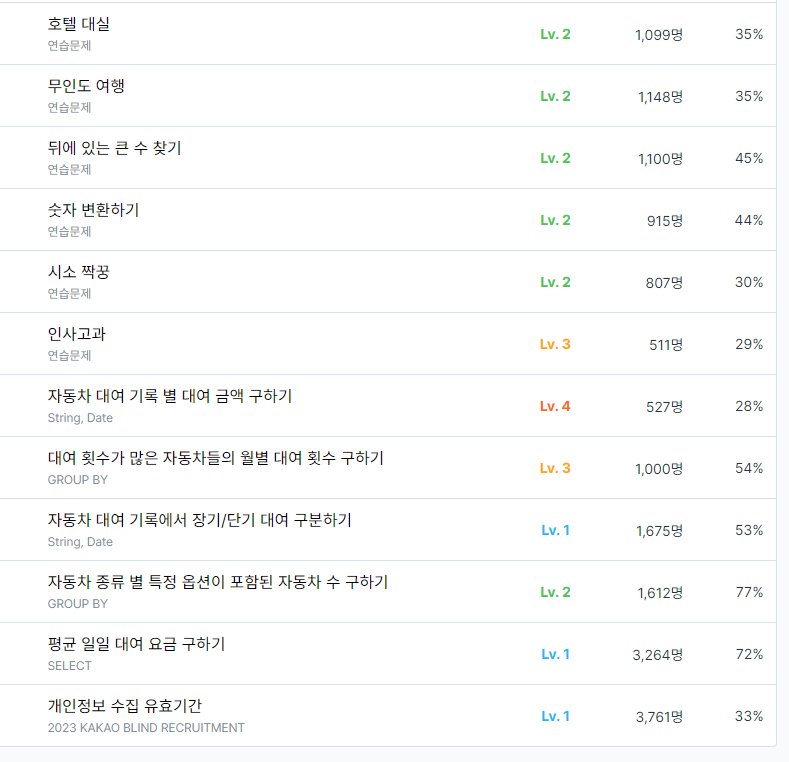 호텔 대실 Lv. 2 1,099명 35%
연습문제
무인도 여행 Lv. 2 1,148명 35%
연습문제
뒤에 있는 큰 수 찾기 Lv. 2 1,100명 45%
연습문제
숫자 변환하기 Lv. 2 915명 44%
연습문제
시소 짝꿍 Lv. 2 807명 30%
연습문제
인사고과 Lv. 3 511명 29%
연습문제
자동차 대여 기록 별 대여 금액 구하기 Lv. 4 527명 28%
String, Date
대여 횟수가 많은 자동차들의 월별 대여 횟수 구하기 Lv. 3 1,000명 54%
GROUP BY
자동차 대여 기록에서 장기/단기 대여 구분하기 Lv. 1 1,675명 53%
String, Date
자동차 종류 별 특정 옵션이 포함된 자동차 수 구하기 Lv. 2 1,612명 77%
GROUP BY
평균 일일 대여 요금 구하기 Lv. 1 3,264명 72%
SELECT
개인정보 수집 유효기간 Lv. 1 3,761명 33%
2023 KAKAO BLIND RECRUITMENT